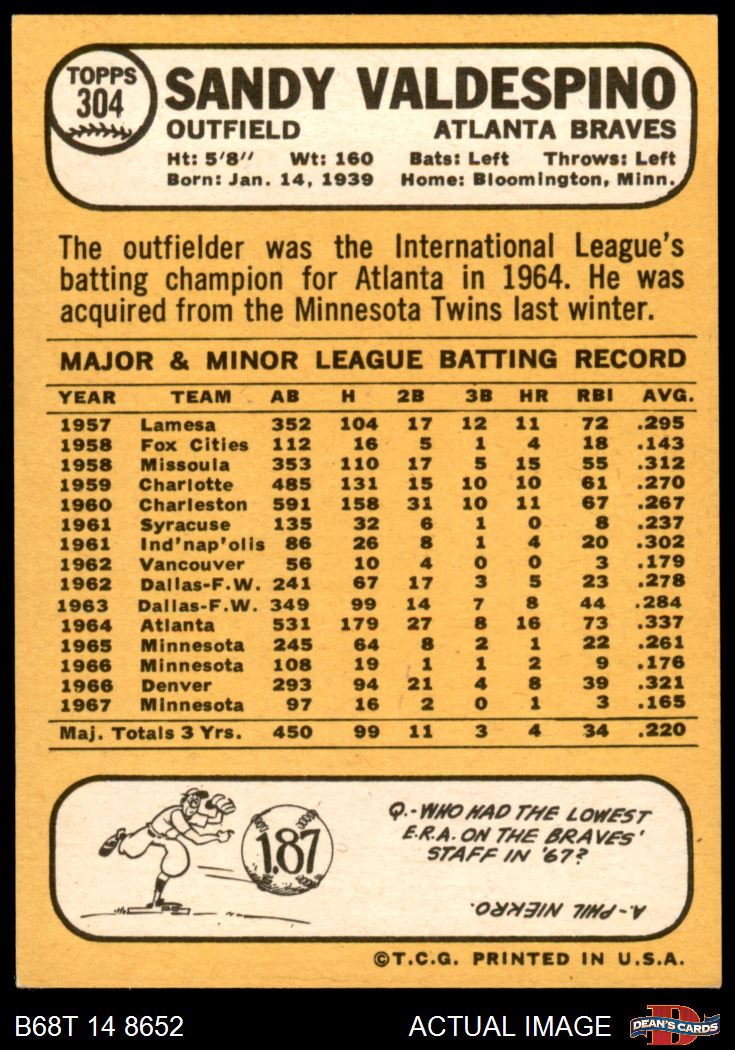 TOPPS
304
SANDY VALDESPINO
OUTFIELD ATLANTA BRAVES
Ht: 5'8" Wt: 160 Bats: Left Throws: Left
Born: Jan. 14, 1939 Home: Bloomington, Minn.
The outfielder was the International League's
batting champion for Atlanta in 1964. He was
acquired from the Minnesota Twins last winter.
MAJOR & MINOR LEAGUE BATTING RECORD
YEAR TEAM AB H 2B 3B HR RBI AVG.
1957 Lamesa 352 104 17 12 11 72 .295
1958 Fox Cities 112 16 5 1 4 18 .143
1958 Missoula 353 110 17 5 15 55 .312
1959 Charlotte 485 131 15 10 10 61 .270
1960 Charleston 591 158 31 10 11 67 .267
1961 Syracuse 135 32 6 1 0 8 .237
1961 Ind'nap'olis 86 26 8 1 4 20 .302
1962 Vancouver 56 10 4 0 0 3 .179
1962 Dallas-F.W. 241 67 17 3 5 23 .278
1963 Dallas-F.W. 349 99 14 7 8 44 .284
1964 Atlanta 531 179 27 8 16 73 .337
1965 Minnesota 245 64 8 2 1 22 .261
1966 Minnesota 108 19 1 1 2 9 .176
1966 Denver 293 94 21 4 8 39 .321
1967 Minnesota 97 16 2 0 1 3 .165
Maj. Totals 3 Yrs. 450 99 11 3 4 34 .220
1.87
Q.-WHO HAD THE LOWEST
E.R.A. ON THE BRAVES'
STAFF IN '67?
A.-PHIL NIEKRO.
©T.C.G. PRINTED IN U.S.A.
B68T 14 8652 ACTUAL IMAGE
D
DEAN'S CARDS